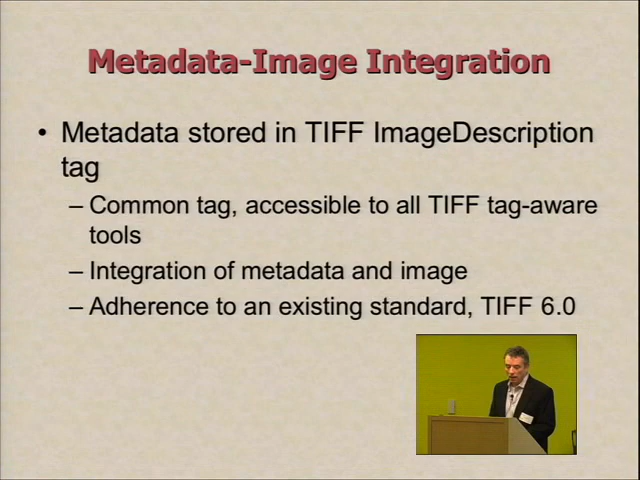 Metadata-Image Integration
• Metadata stored in TIFF ImageDescription
tag
– Common tag, accessible to all TIFF tag-aware
tools
– Integration of metadata and image
– Adherence to an existing standard, TIFF 6.0